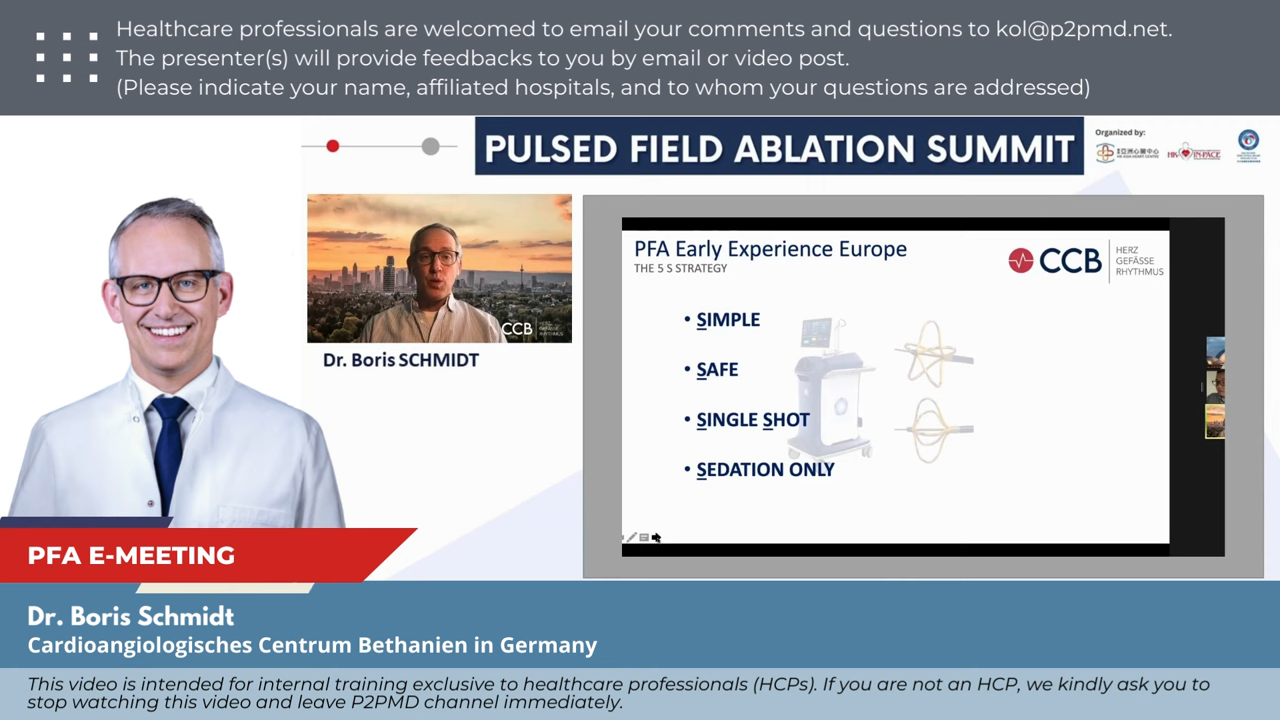 Healthcare professionals are welcomed to email your comments and questions to kol@p2pmd.net.
The presenter(s) will provide feedbacks to you by email or video post.
(Please indicate your name, affiliated hospitals, and to whom your questions are addressed)
PULSED FIELD ABLATION SUMMIT
Organized by:
HK IN-PACE
CCB
Dr. Boris SCHMIDT
PFA Early Experience Europe
THE 5 S STRATEGY
CCB
HERZ
GEFÄSSE
RHYTHMUS
• SIMPLE
• SAFE
• SINGLE SHOT
• SEDATION ONLY
PFA E-MEETING
Dr. Boris Schmidt
Cardioangiologisches Centrum Bethanien in Germany
This video is intended for internal training exclusive to healthcare professionals (HCPs). If you are not an HCP, we kindly ask you to
stop watching this video and leave P2PMD channel immediately.